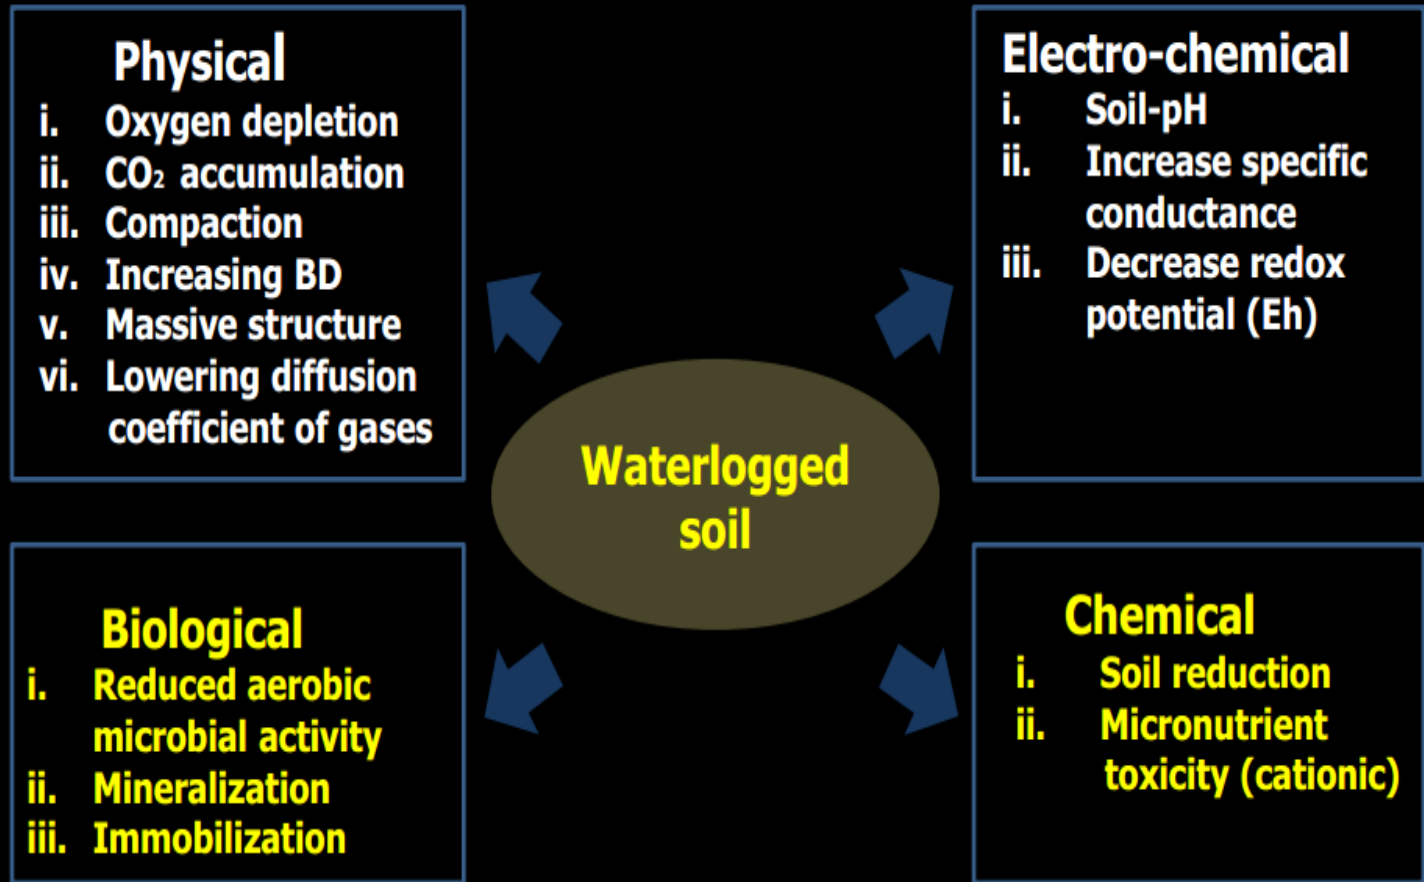 Physical
i. Oxygen depletion
ii. CO₂ accumulation
iii. Compaction
iv. Increasing BD
v. Massive structure
vi. Lowering diffusion
coefficient of gases
Electro-chemical
i. Soil-pH
ii. Increase specific
conductance
iii. Decrease redox
potential (Eh)
Waterlogged
soil
Biological
i. Reduced aerobic
microbial activity
ii. Mineralization
iii. Immobilization
Chemical
i. Soil reduction
ii. Micronutrient
toxicity (cationic)